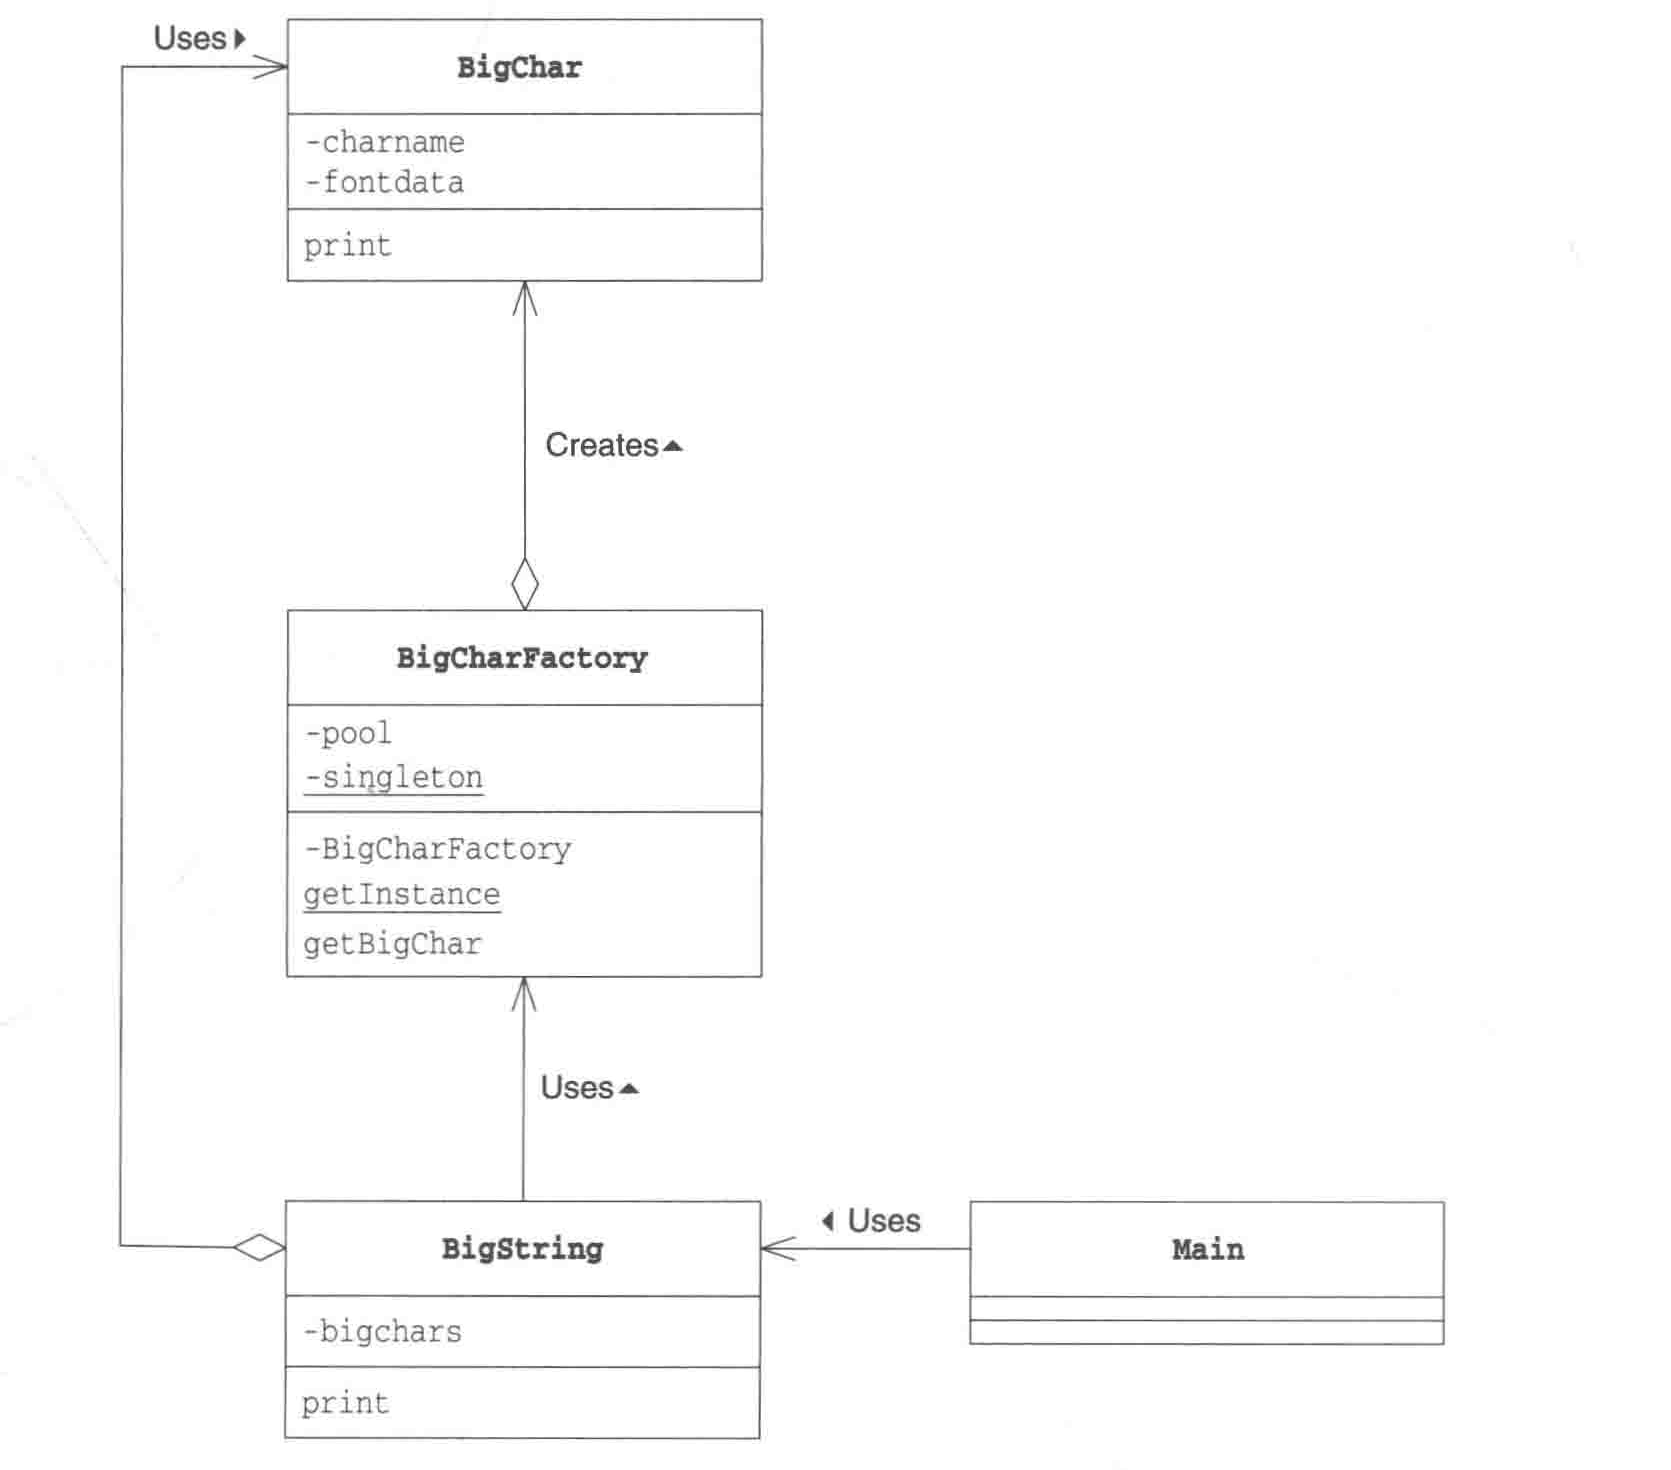 Uses
BigChar
-charname
-fontdata
print
Creates
BigCharFactory
-pool
-singleton
-BigCharFactory
getInstance
getBigChar
Uses
BigString
-bigchars
print
Uses
Main